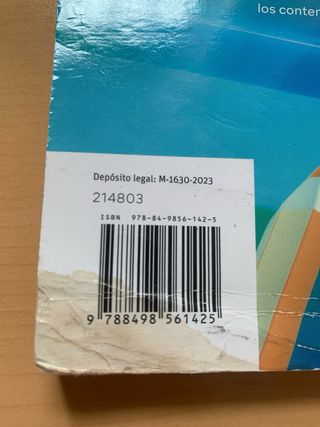 los conten
Depósito legal: M-1630-2023
214803
ISBN 978-84-9856-142-5
9 788498 561425